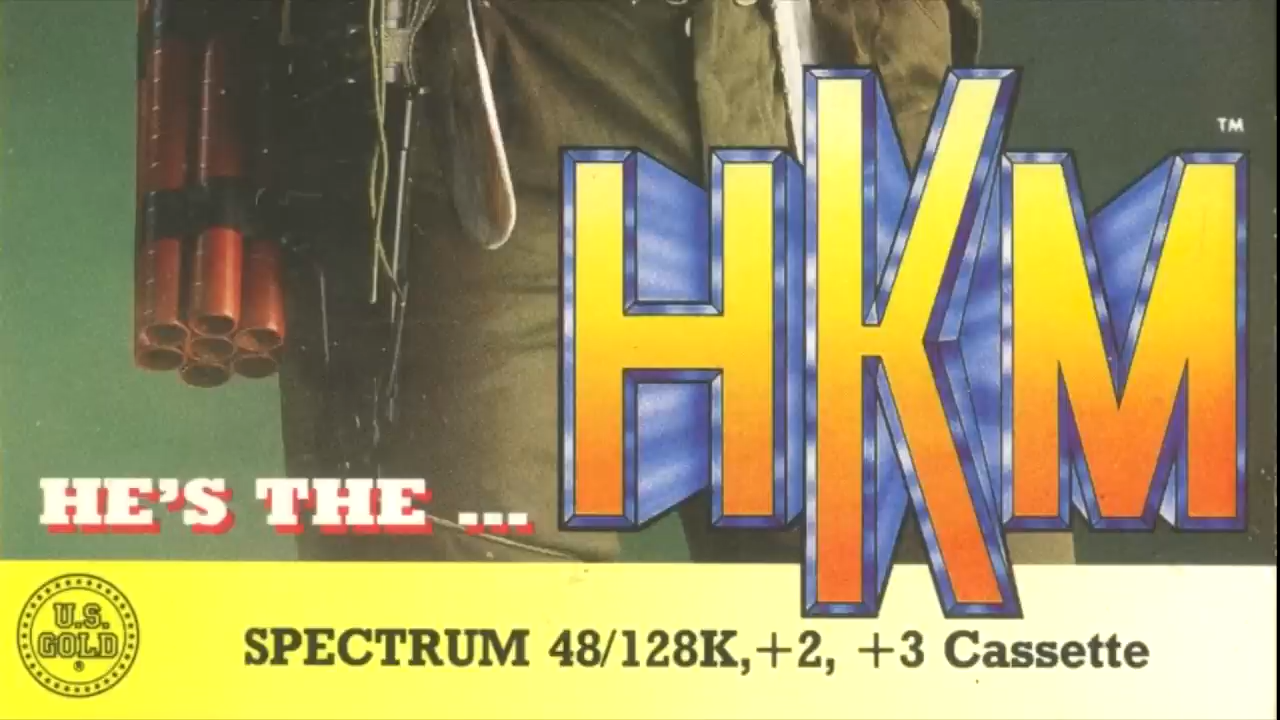 HKM
TM
HE'S THE ...
U.S.
GOLD
®
SPECTRUM 48/128K,+2, +3 Cassette